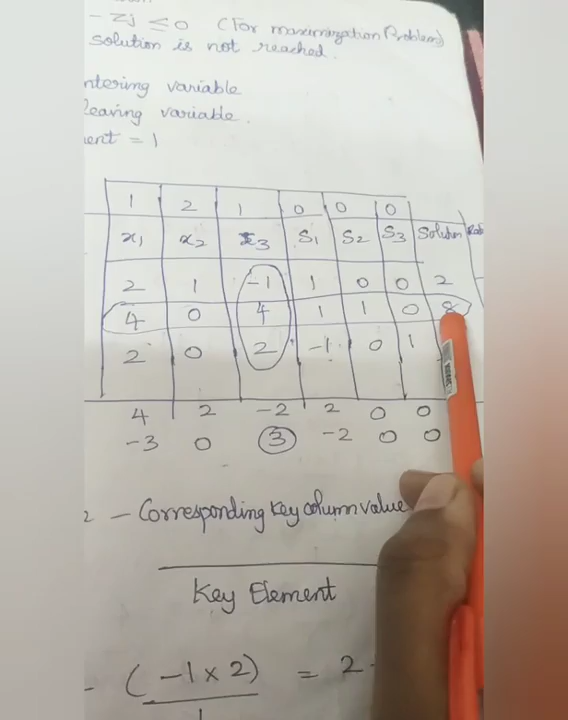 - Zj ≤ 0 (For maximization Problem)
solution is not reached.
ntering variable
leaving variable.
ent = 1
1 2 1 0 0 0
x1 x2 x3 S1 S2 S3 Solution
2 1 -1 1 0 0 2
4 0 4 1 1 0 8
2 0 2 -1 0 1
4 2 -2 2 0 0
-3 0 3 -2 0 0
2 - Corresponding Key column value
Key Element
- (-1 x 2) = 2
1